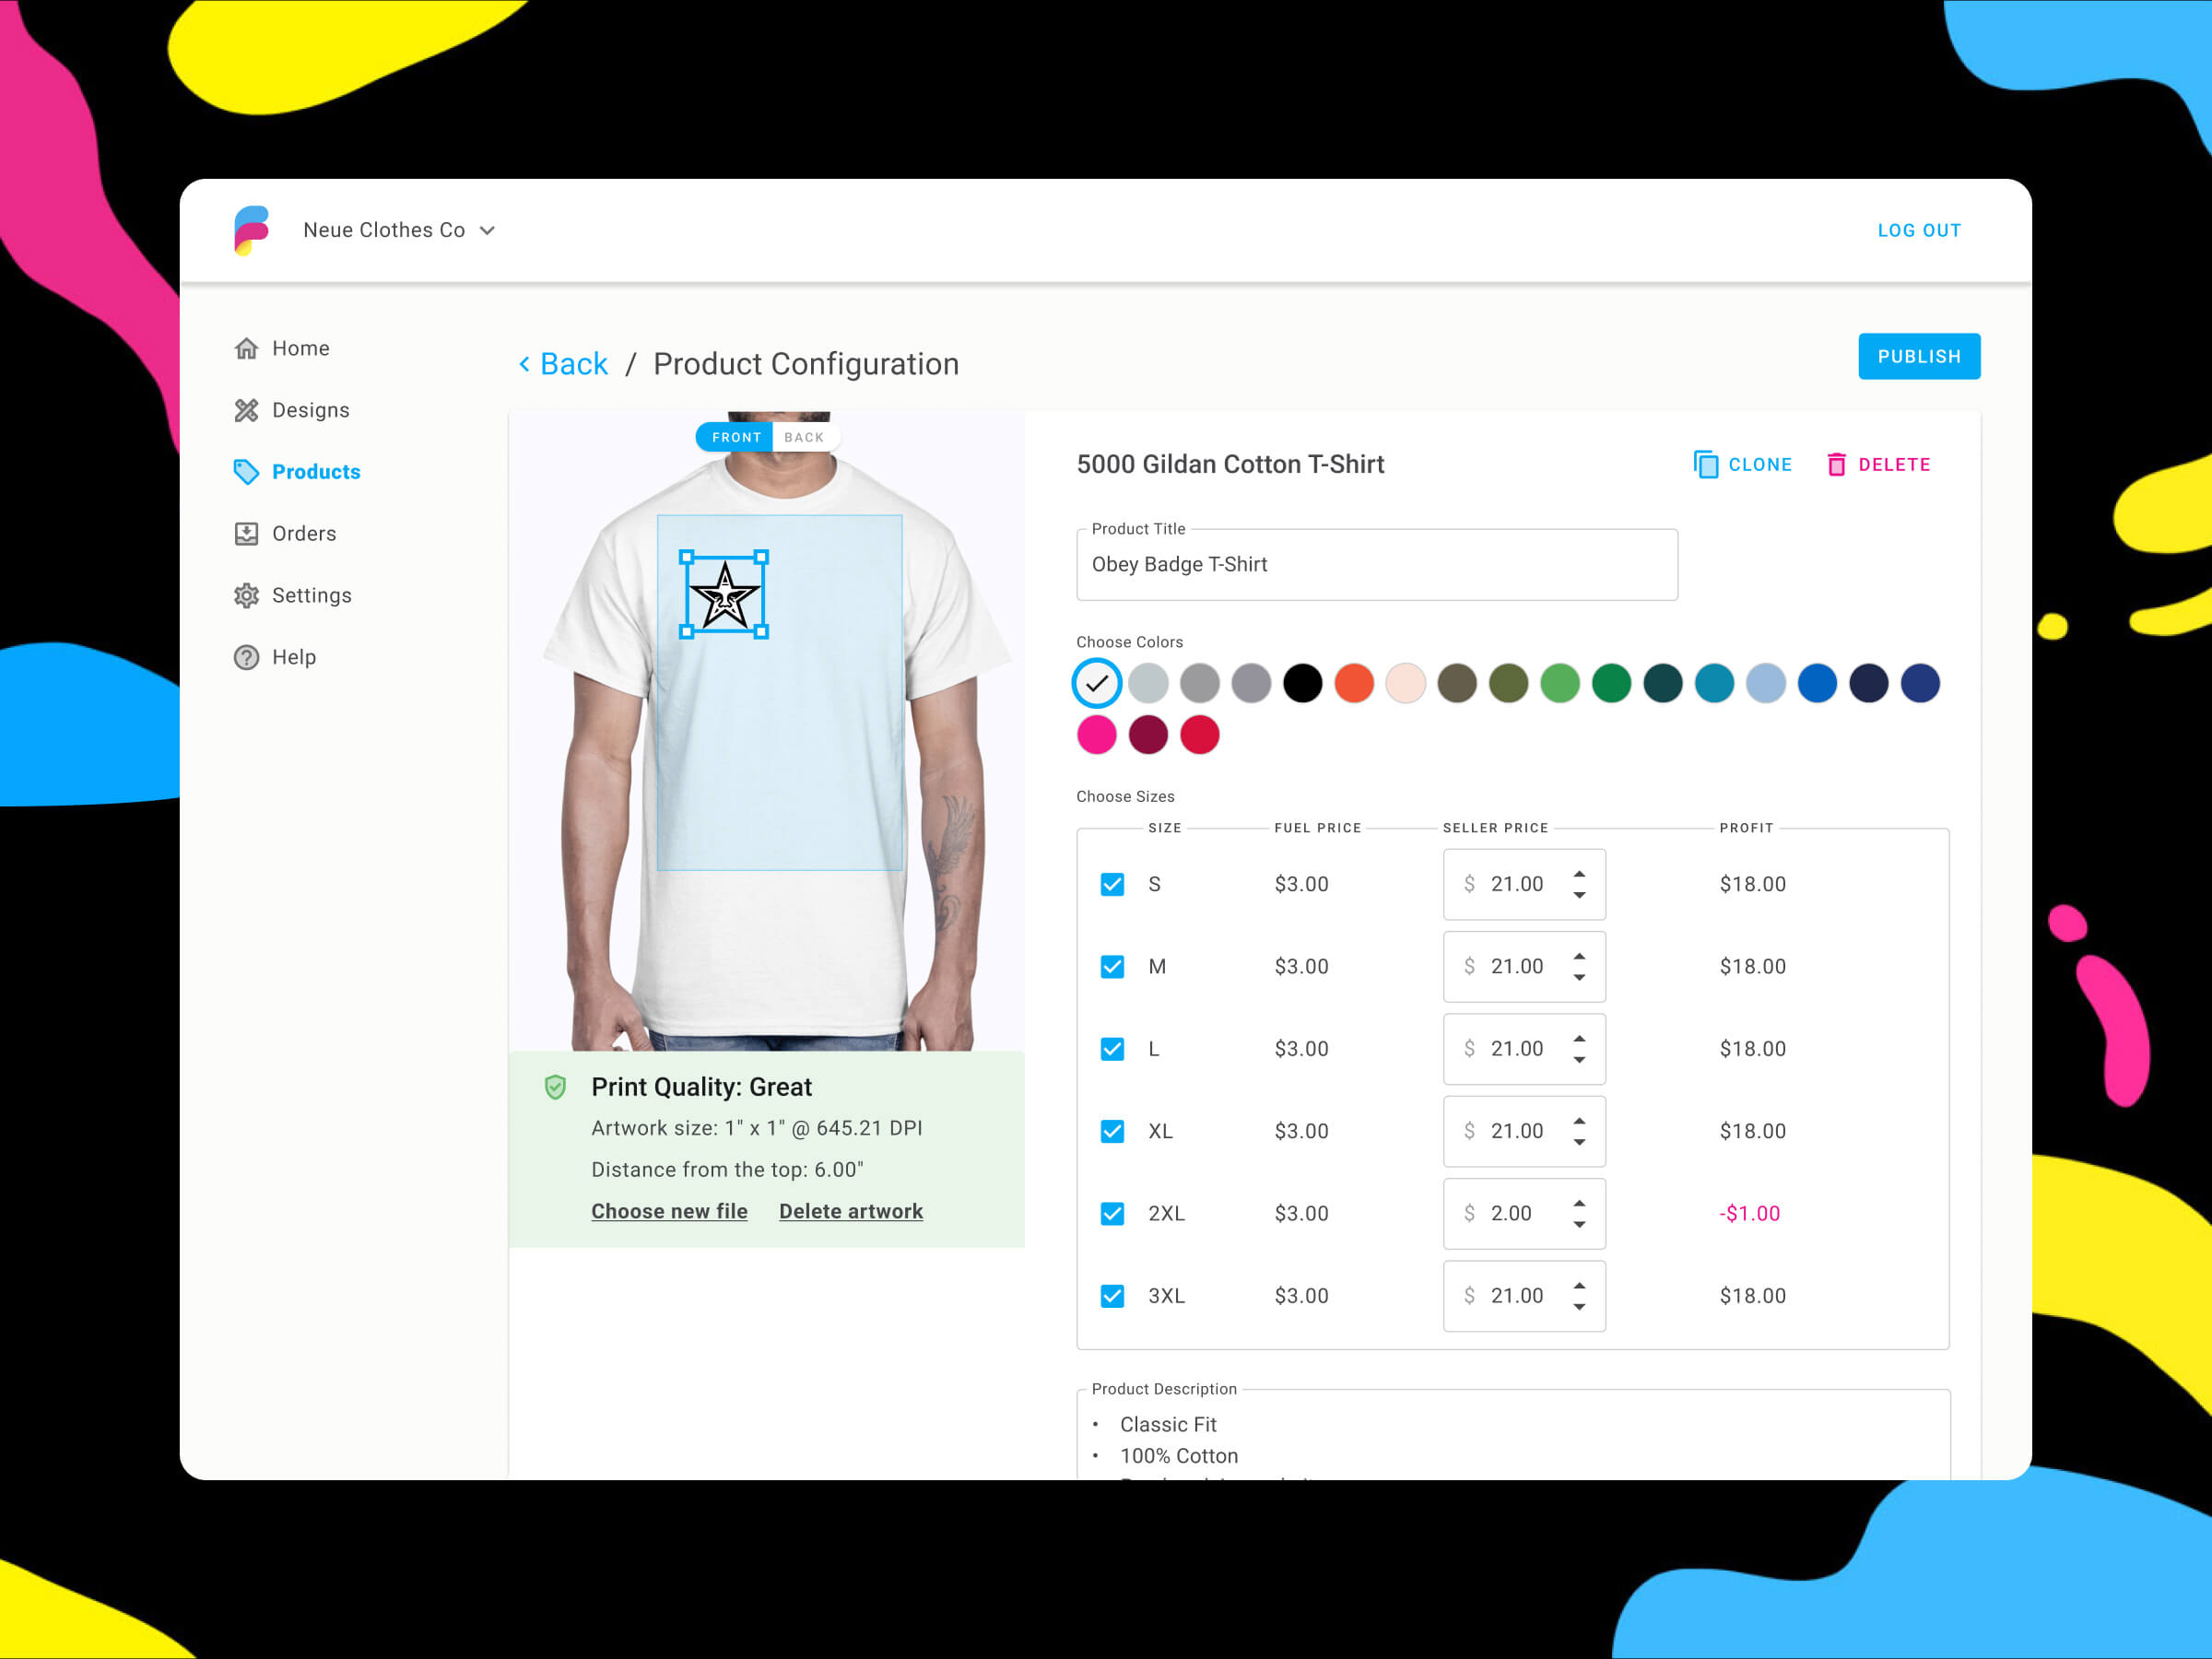 Neue Clothes Co
LOG OUT
Home
Designs
Products
Orders
Settings
Help
Back / Product Configuration
PUBLISH
FRONT BACK
5000 Gildan Cotton T-Shirt
CLONE
DELETE
Product Title
Obey Badge T-Shirt
Choose Colors
Choose Sizes
SIZE FUEL PRICE SELLER PRICE PROFIT
S $3.00 $ 21.00 $18.00
M $3.00 $ 21.00 $18.00
L $3.00 $ 21.00 $18.00
XL $3.00 $ 21.00 $18.00
2XL $3.00 $ 2.00 -$1.00
3XL $3.00 $ 21.00 $18.00
Print Quality: Great
Artwork size: 1" x 1" @ 645.21 DPI
Distance from the top: 6.00"
Choose new file Delete artwork
Product Description
• Classic Fit
• 100% Cotton